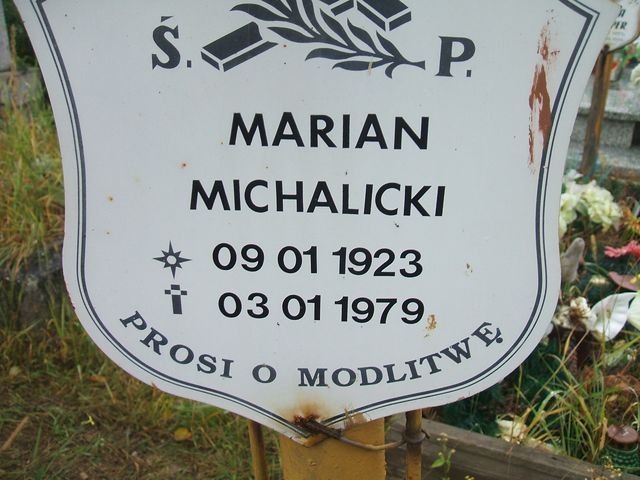 Ś. P.
MARIAN
MICHALICKI
09 01 1923
03 01 1979
PROSI O MODLITWĘ